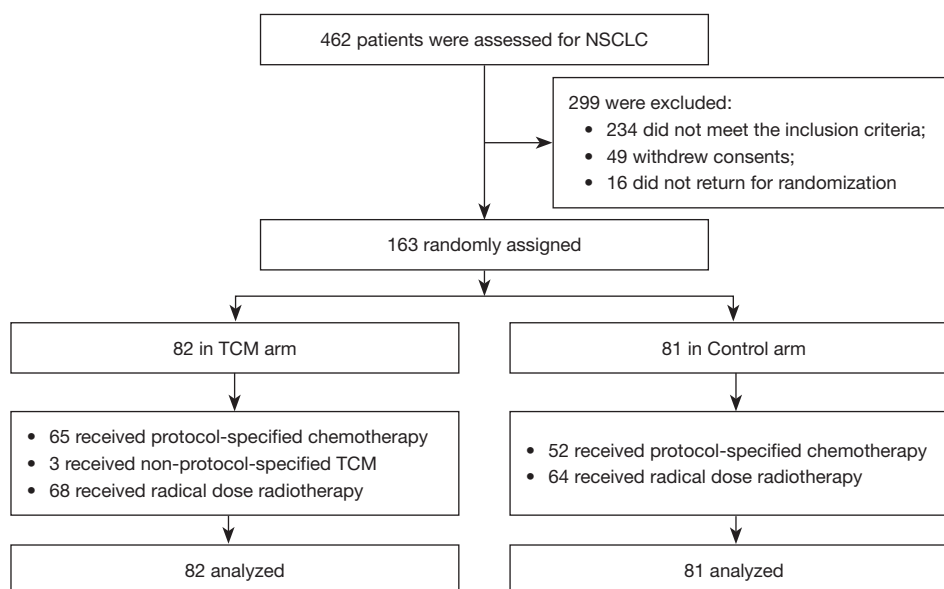 462 patients were assessed for NSCLC
299 were excluded:
• 234 did not meet the inclusion criteria;
• 49 withdrew consents;
• 16 did not return for randomization
163 randomly assigned
82 in TCM arm
81 in Control arm
• 65 received protocol-specified chemotherapy
• 3 received non-protocol-specified TCM
• 68 received radical dose radiotherapy
• 52 received protocol-specified chemotherapy
• 64 received radical dose radiotherapy
82 analyzed
81 analyzed